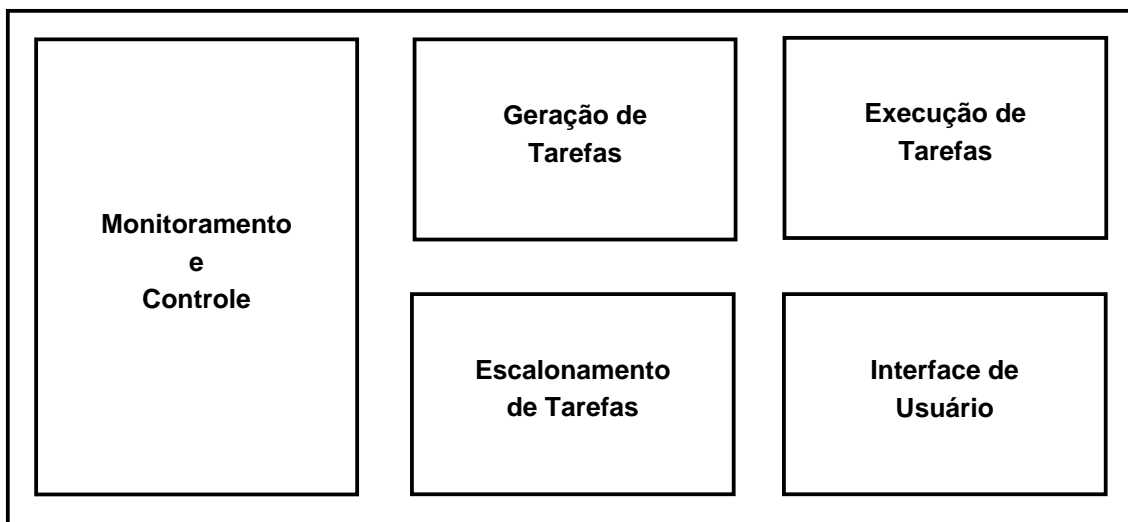 Monitoramento
e
Controle
Geração de
Tarefas
Execução de
Tarefas
Escalonamento
de Tarefas
Interface de
Usuário